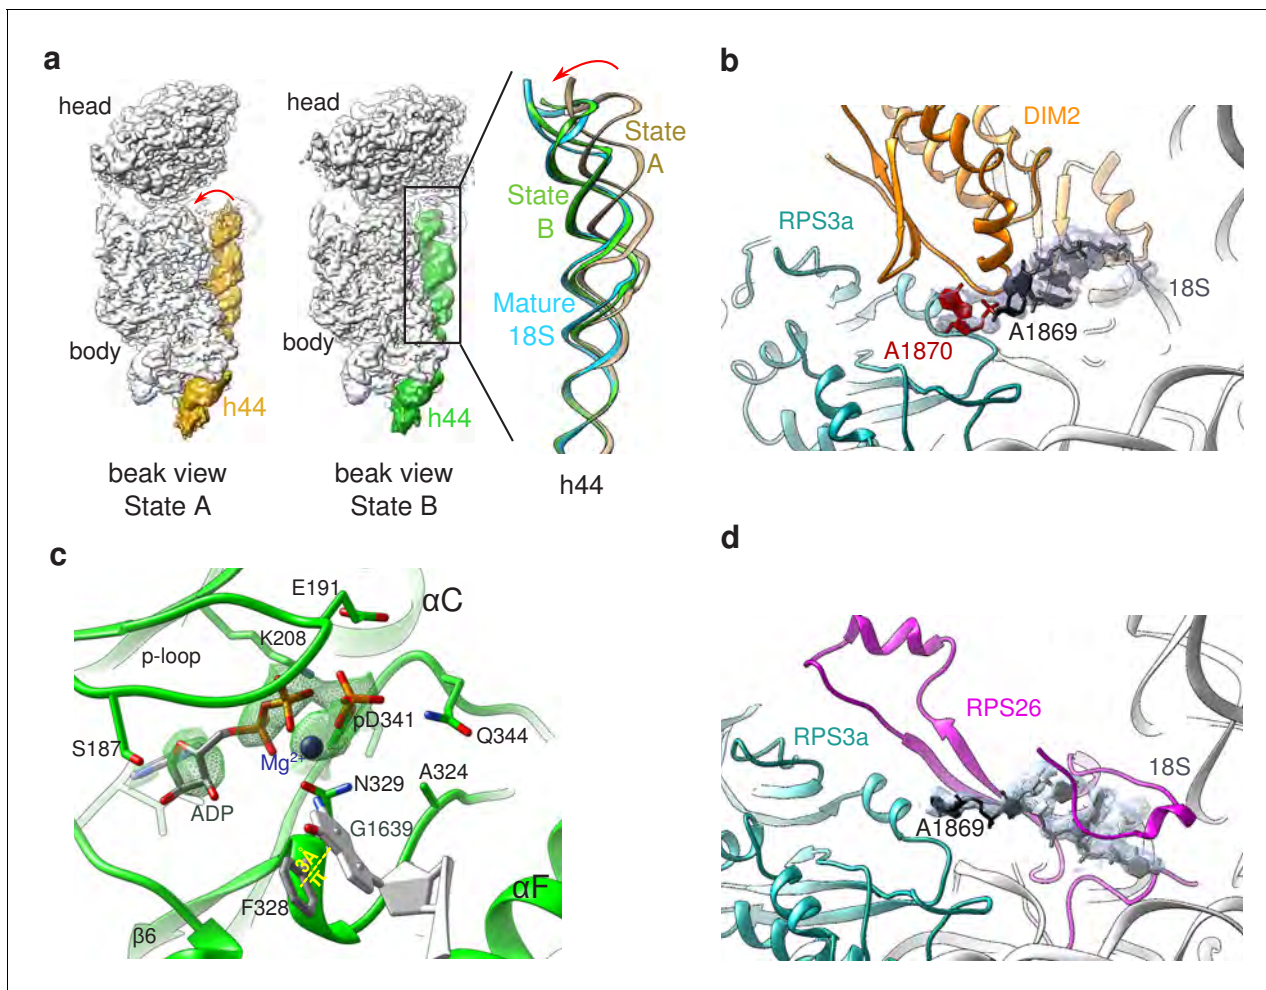 a
head
body
h44
beak view
State A
head
body
h44
beak view
State B
State
A
State
B
Mature
18S
h44
b
DIM2
RPS3a
18S
A1869
A1870
c
E191
αC
K208
p-loop
pD341
S187
Q344
Mg²⁺
N329
A324
ADP
G1639
3Å
π
F328
αF
β6
d
RPS26
RPS3a
18S
A1869